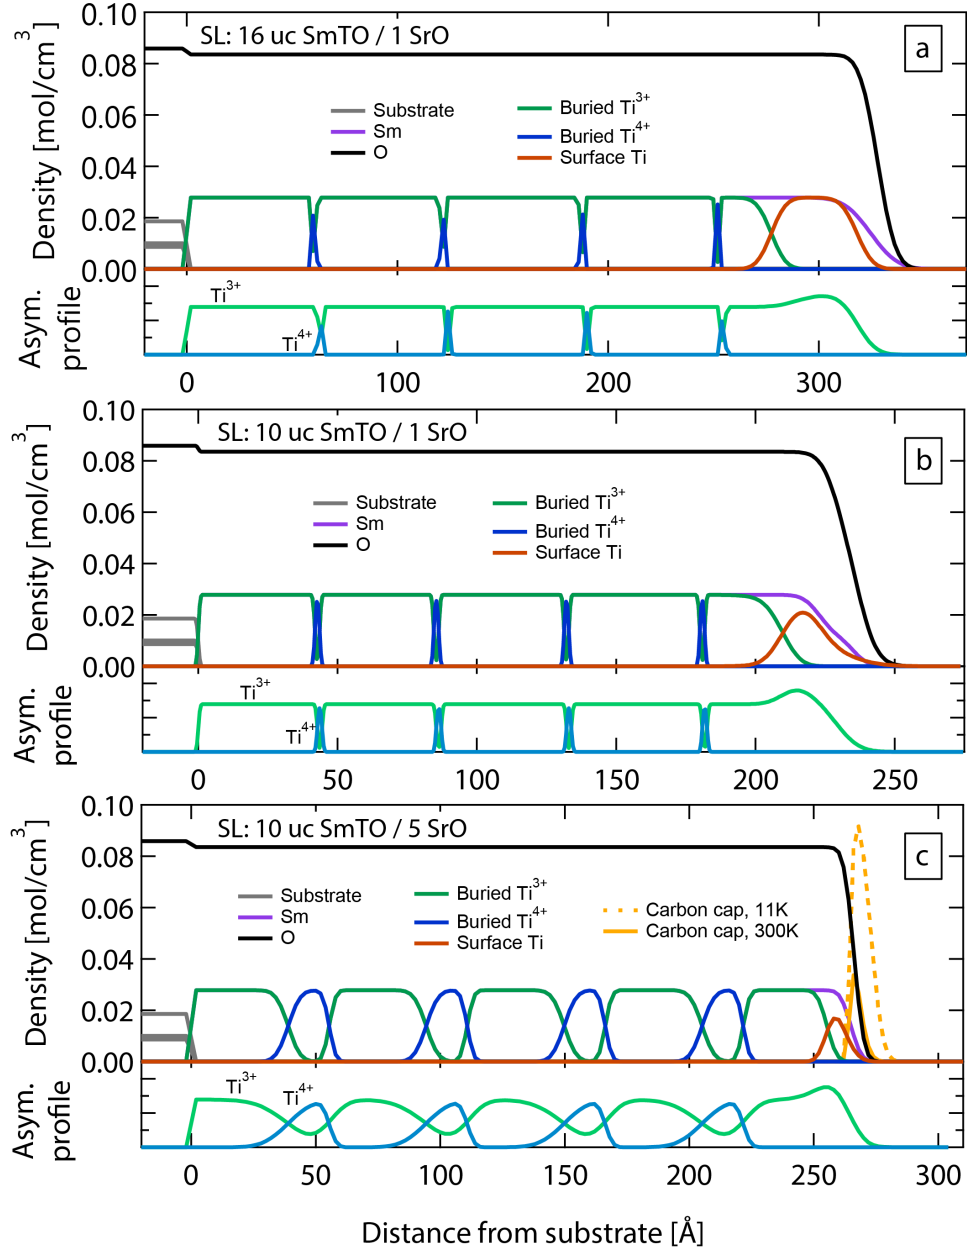 SL: 16 uc SmTO / 1 SrO
a
Density [mol/cm³]
0.10
0.08
0.06
0.04
0.02
0.00
Substrate
Sm
O
Buried Ti³⁺
Buried Ti⁴⁺
Surface Ti
Asym. profile
Ti³⁺
Ti⁴⁺
0 100 200 300
SL: 10 uc SmTO / 1 SrO
b
Density [mol/cm³]
0.10
0.08
0.06
0.04
0.02
0.00
Substrate
Sm
O
Buried Ti³⁺
Buried Ti⁴⁺
Surface Ti
Asym. profile
Ti³⁺
Ti⁴⁺
0 50 100 150 200 250
SL: 10 uc SmTO / 5 SrO
c
Density [mol/cm³]
0.10
0.08
0.06
0.04
0.02
0.00
Substrate
Sm
O
Buried Ti³⁺
Buried Ti⁴⁺
Surface Ti
Carbon cap, 11K
Carbon cap, 300K
Asym. profile
Ti³⁺
Ti⁴⁺
0 50 100 150 200 250 300
Distance from substrate [Å]